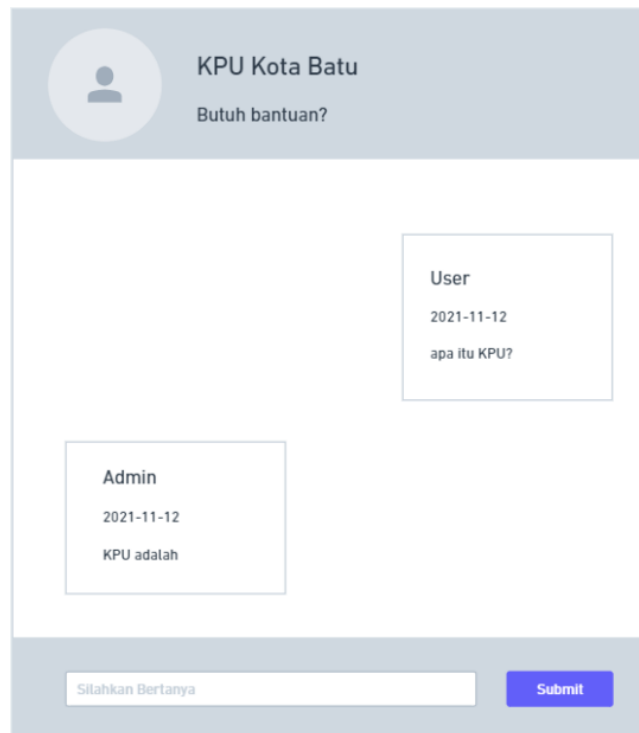 KPU Kota Batu
Butuh bantuan?
User
2021-11-12
apa itu KPU?
Admin
2021-11-12
KPU adalah
Silahkan Bertanya
Submit